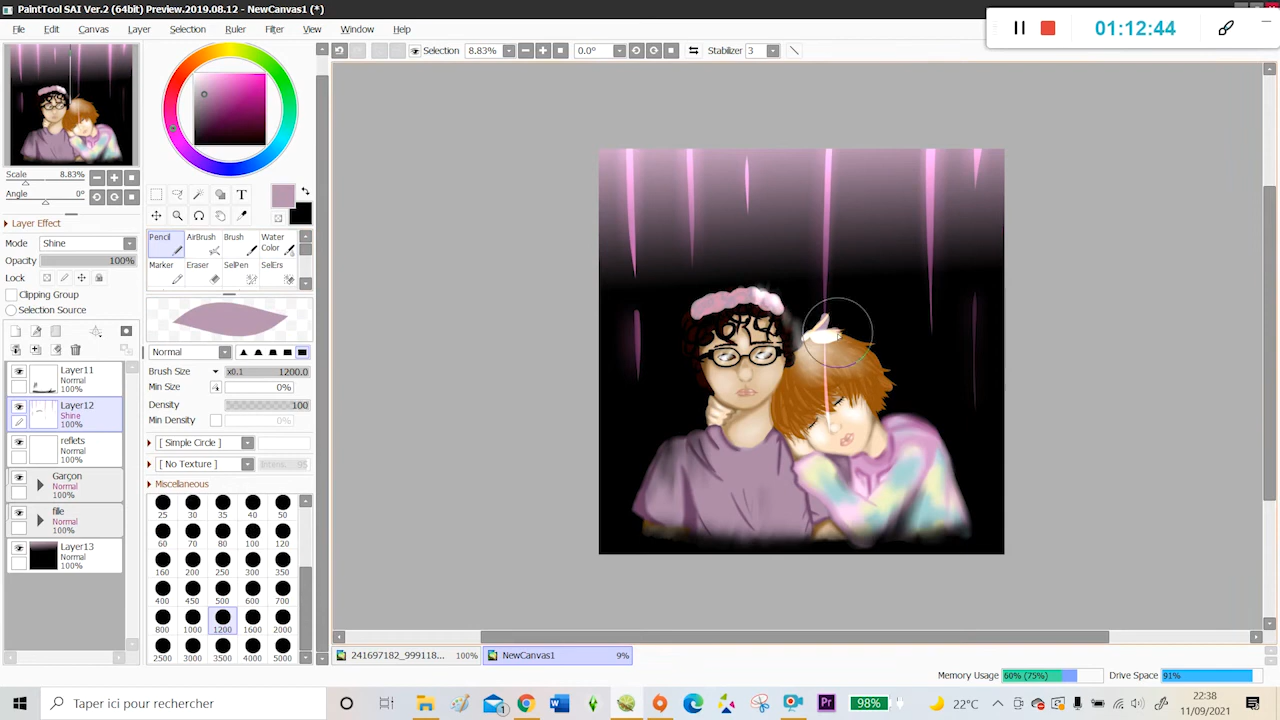 PaintTool SAI Ver.2 (64bit) Preview.2019.08.12 - NewCanvas1 (*)
File Edit Canvas Layer Selection Ruler Filter View Window Help
01:12:44
Selection 8.83% 0.0º Stabilizer 3
Scale 8.83%
Angle 0º
Layer Effect
Mode Shine
Opacity 100%
Lock
Clipping Group
Selection Source
Layer11
Normal
100%
Layer12
Shine
100%
reflets
Normal
100%
Garçon
Normal
100%
fille
Normal
100%
Layer13
Normal
100%
T
Pencil AirBrush Brush Water Color
Marker Eraser SelPen SelErs
Normal
Brush Size x0.1 1200.0
Min Size 0%
Density 100
Min Density 0%
[ Simple Circle ]
[ No Texture ] Intens. 95
Miscellaneous
25 30 35 40 50
60 70 80 100 120
160 200 250 300 350
400 450 500 600 700
800 1000 1200 1600 2000
2500 3000 3500 4000 5000
241697182_999118... 100% NewCanvas1 9%
Memory Usage 60% (75%) Drive Space 91%
Taper ici pour rechercher
1
W
Pr
98%
22°C
22:38
11/09/2021